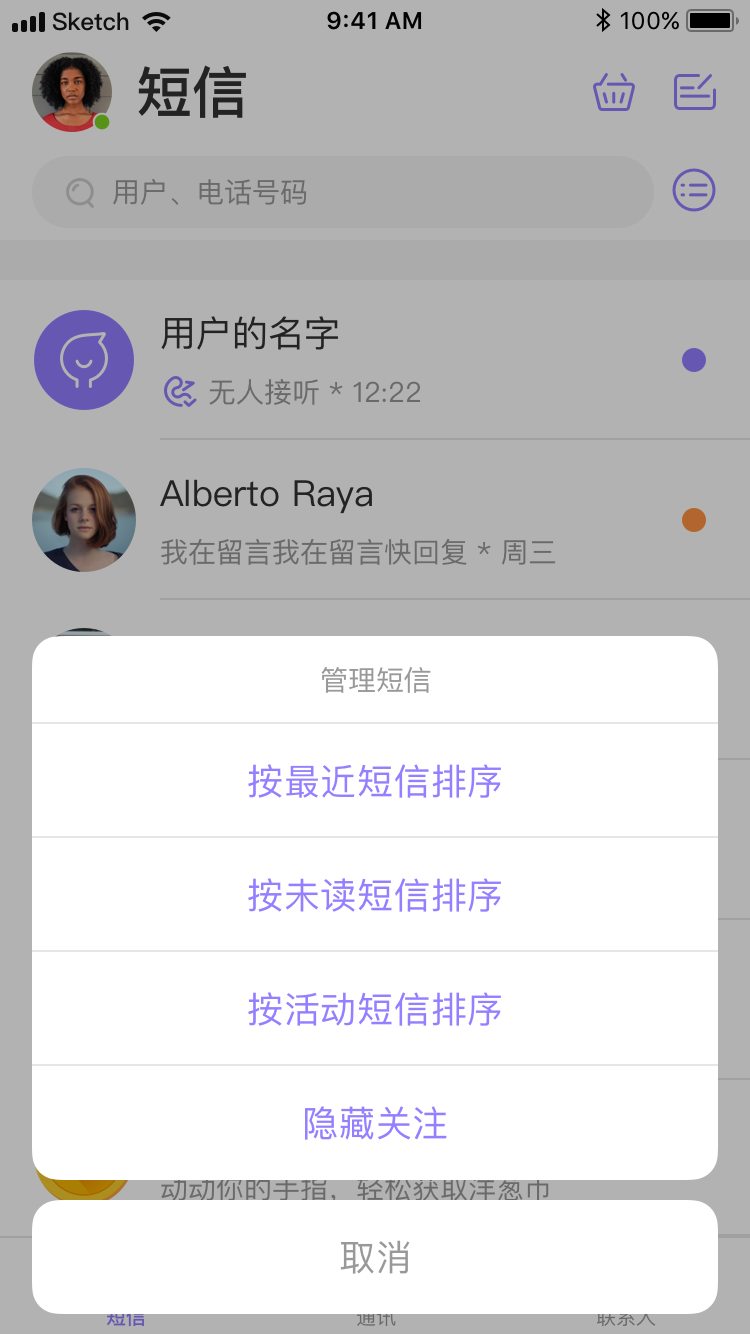 Sketch 9:41 AM 100%
短信
用户、电话号码
用户的名字
无人接听 * 12:22
Alberto Raya
我在留言我在留言快回复 * 周三
管理短信
按最近短信排序
按未读短信排序
按活动短信排序
隐藏关注
动动你的手指，轻松获取洋葱币
取消
短信 通讯 联系人